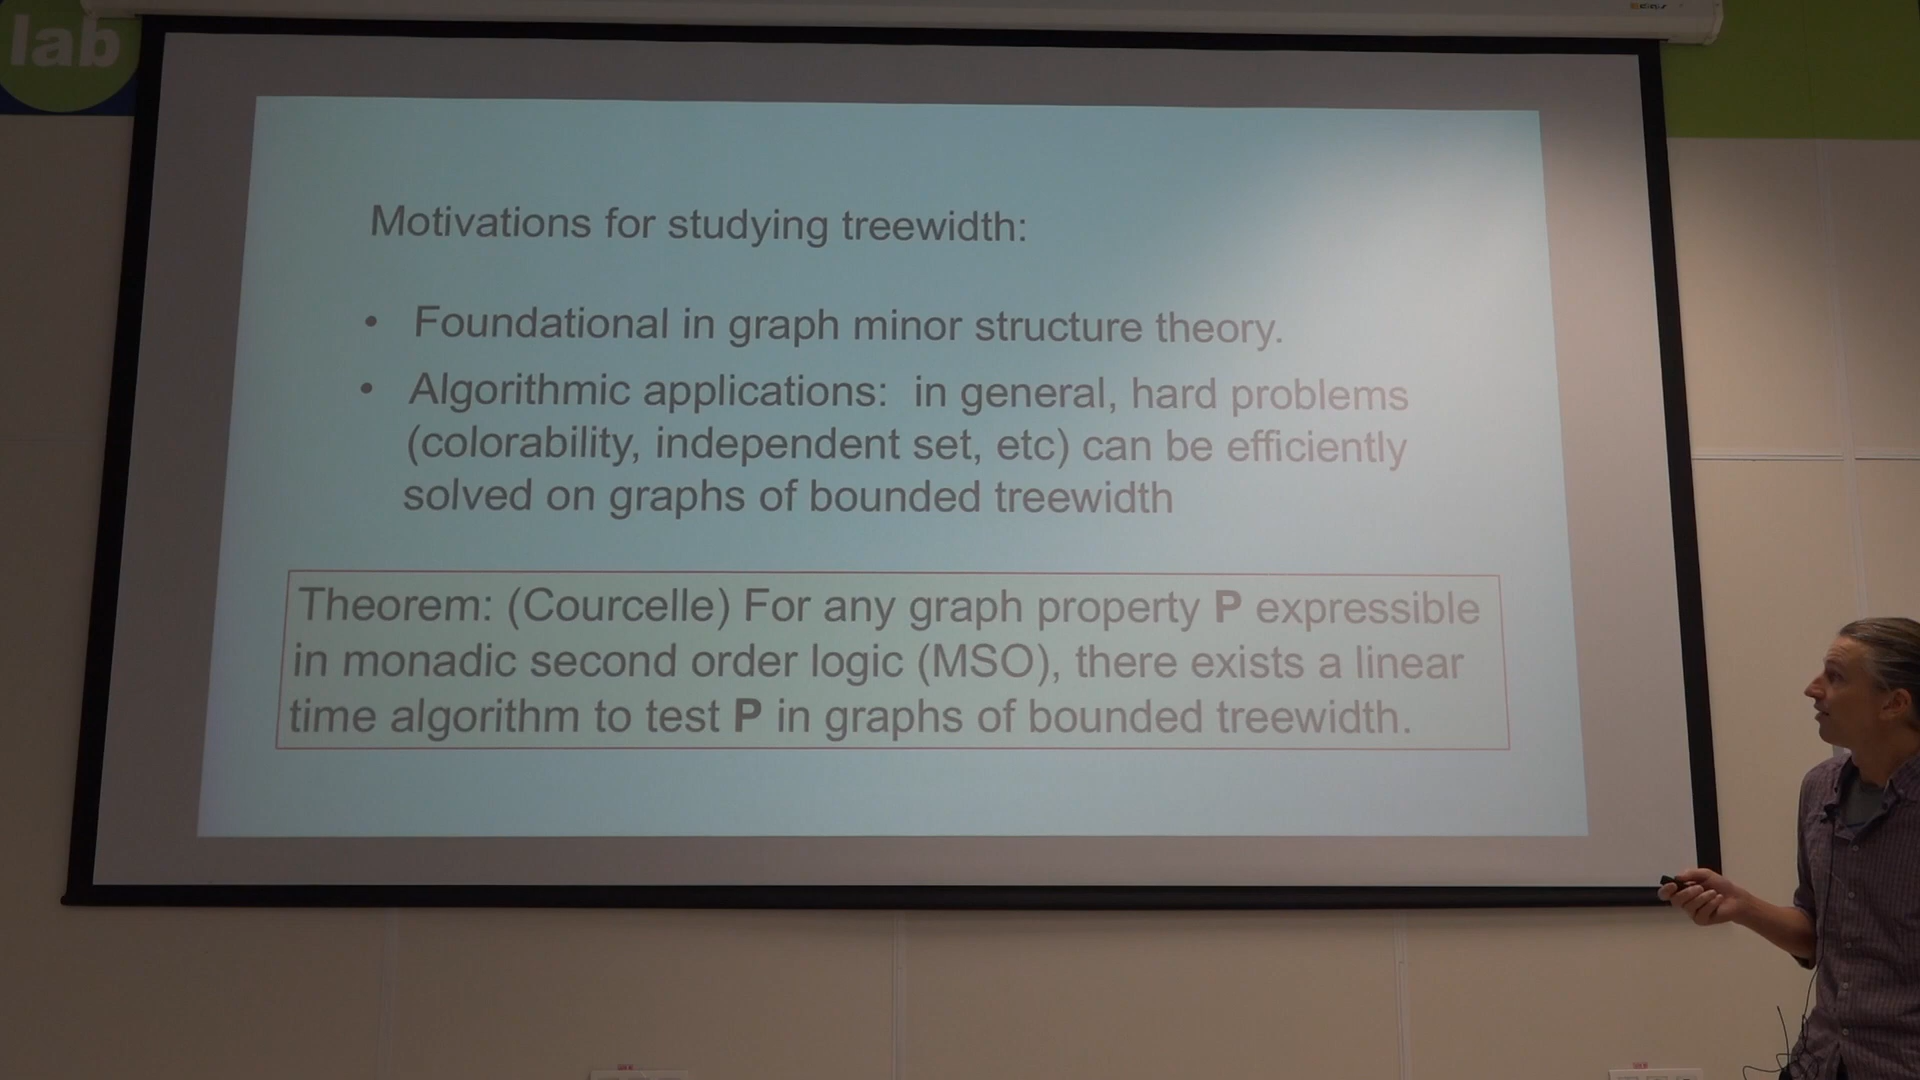 lab
Motivations for studying treewidth:
• Foundational in graph minor structure theory.
• Algorithmic applications: in general, hard problems
(colorability, independent set, etc) can be efficiently
solved on graphs of bounded treewidth
Theorem: (Courcelle) For any graph property P expressible
in monadic second order logic (MSO), there exists a linear
time algorithm to test P in graphs of bounded treewidth.